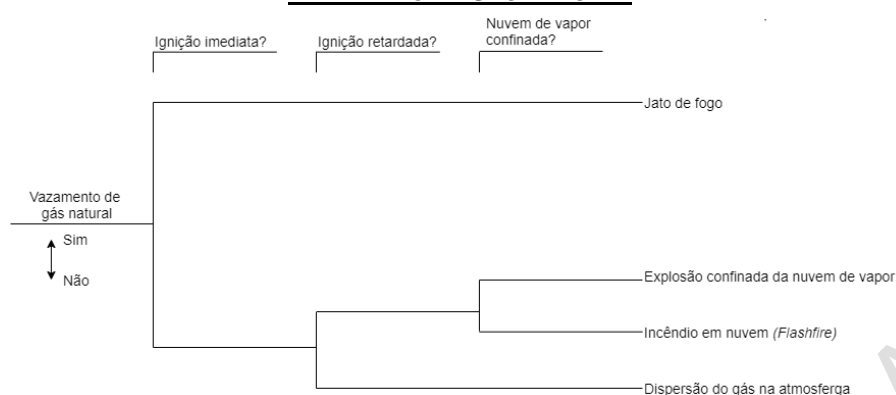 Nuvem de vapor
Ignição imediata?
Ignição retardada?
confinada?
Jato de fogo
Vazamento de
gás natural
Sim
Não
Explosão confinada da nuvem de vapor
Incêndio em nuvem (Flashfire)
Dispersão do gás na atmosferga